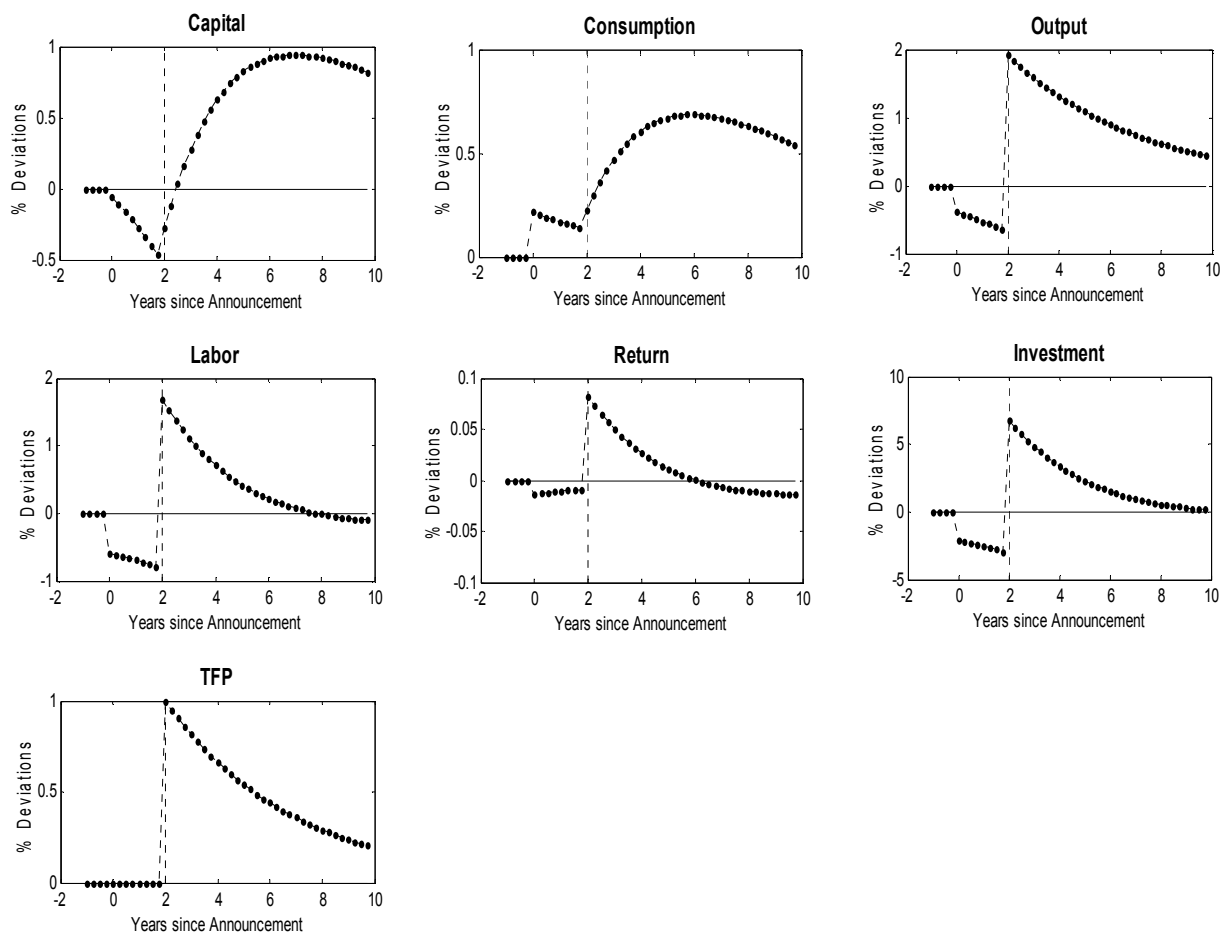 Capital
1
0.5
0
-0.5
-2 0 2 4 6 8 10
% Deviations
Years since Announcement
Consumption
1
0.5
0
-2 0 2 4 6 8 10
% Deviations
Years since Announcement
Output
2
1
0
-1
-2 0 2 4 6 8 10
% Deviations
Years since Announcement
Labor
2
1
0
-1
-2 0 2 4 6 8 10
% Deviations
Years since Announcement
Return
0.1
0.05
0
-0.05
-0.1
-2 0 2 4 6 8 10
% Deviations
Years since Announcement
Investment
10
5
0
-5
-2 0 2 4 6 8 10
% Deviations
Years since Announcement
TFP
1
0.5
0
-2 0 2 4 6 8 10
% Deviations
Years since Announcement